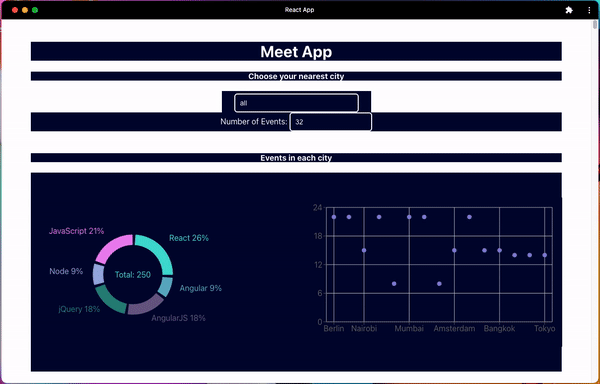 React App
Meet App
Choose your nearest city
all
Number of Events: 32
Events in each city
JavaScript 21%
React 26%
Node 9%
Total: 250
Angular 9%
jQuery 18%
AngularJS 18%
24
18
12
6
0
Berlin Nairobi Mumbai Amsterdam Bangkok Tokyo